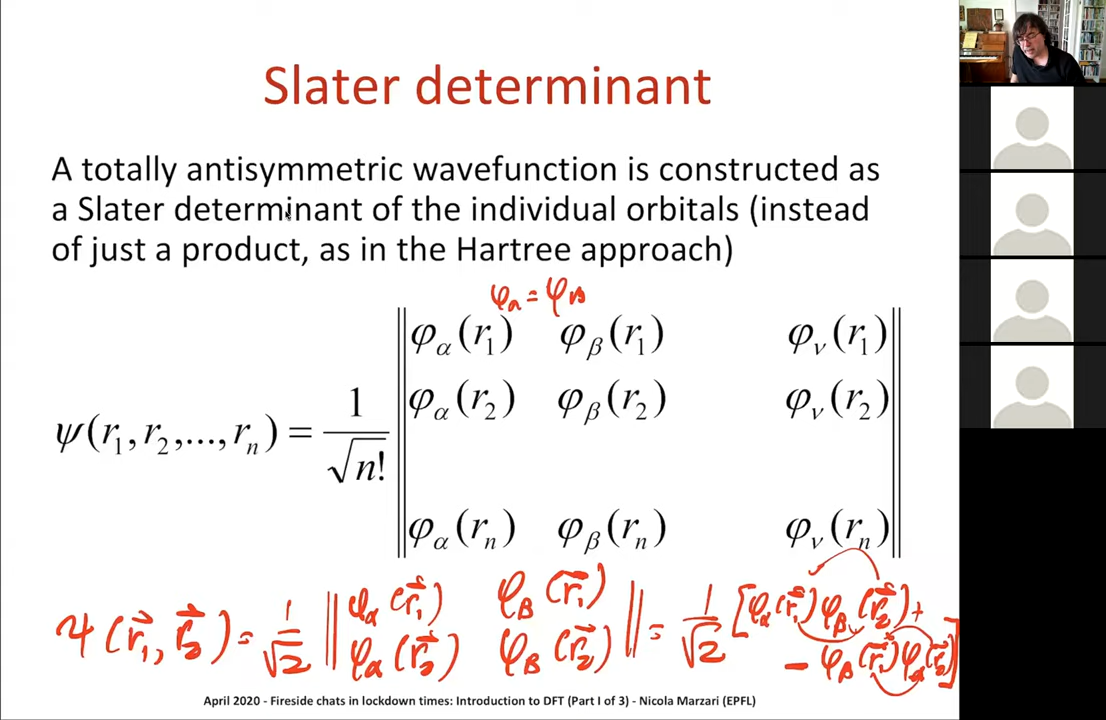 Slater determinant
A totally antisymmetric wavefunction is constructed as
a Slater determinant of the individual orbitals (instead
of just a product, as in the Hartree approach)
φα = φβ
φα(r1) φβ(r1) φν(r1)
φα(r2) φβ(r2) φν(r2)
ψ(r1, r2,..., rn) = 1/√n!
φα(rn) φβ(rn) φν(rn)
Ψ(r⃗1, r⃗2) = 1/√2 || φα(r⃗1) φβ(r⃗1) || = 1/√2 [φα(r⃗1)φβ(r⃗2)+
φα(r⃗2) φβ(r⃗2) − φβ(r⃗1)φα(r⃗2)]
April 2020 - Fireside chats in lockdown times: Introduction to DFT (Part I of 3) - Nicola Marzari (EPFL)